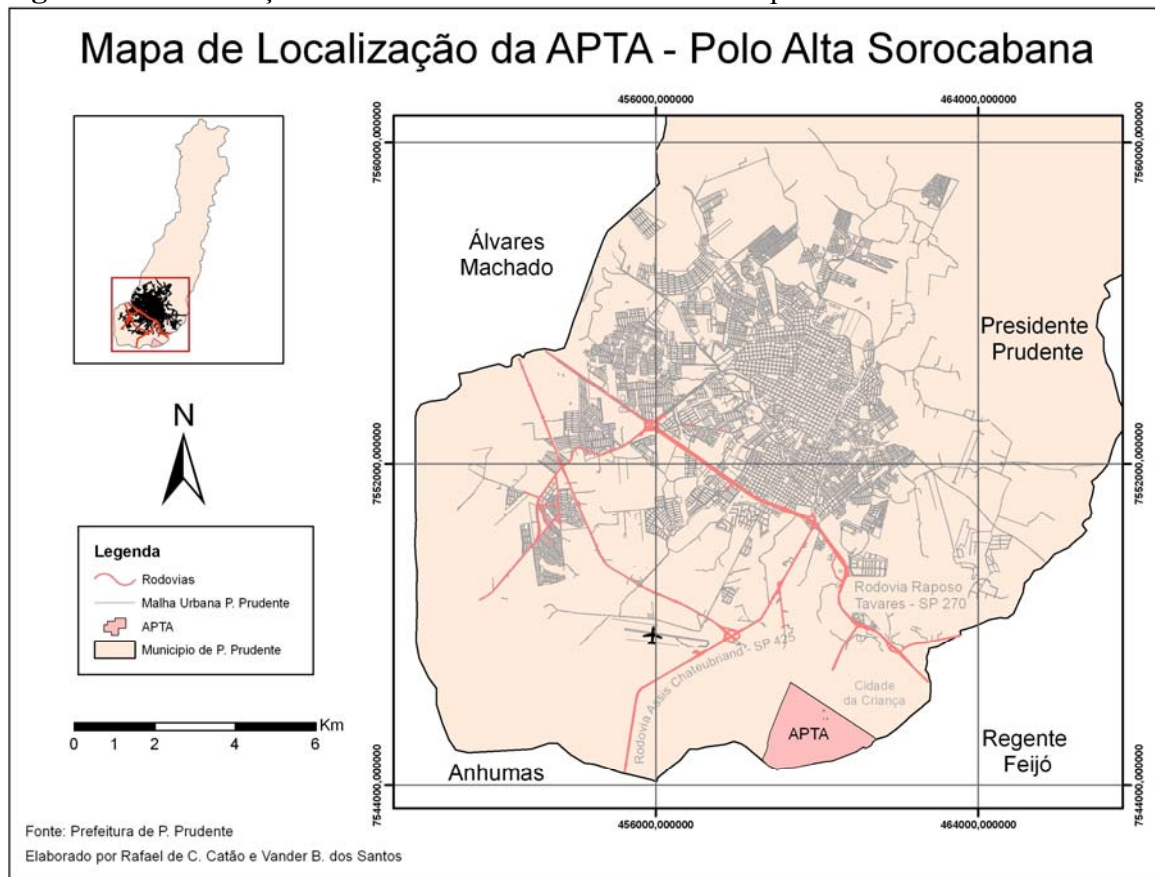 Mapa de Localização da APTA - Polo Alta Sorocabana
456000,000000
464000,000000
7560000,000000
7560000,000000
Álvares
Machado
Presidente
Prudente
N
7552000,000000
7552000,000000
Legenda
Rodovias
Malha Urbana P. Prudente
APTA
Municipio de P. Prudente
Rodovia Raposo
Tavares - SP 270
Rodovia Assis Chateubriand - SP 425
Cidade
da Criança
APTA
Km
0 1 2 4 6
Anhumas
Regente
Feijó
7544000,000000
7544000,000000
456000,000000
464000,000000
Fonte: Prefeitura de P. Prudente
Elaborado por Rafael de C. Catão e Vander B. dos Santos